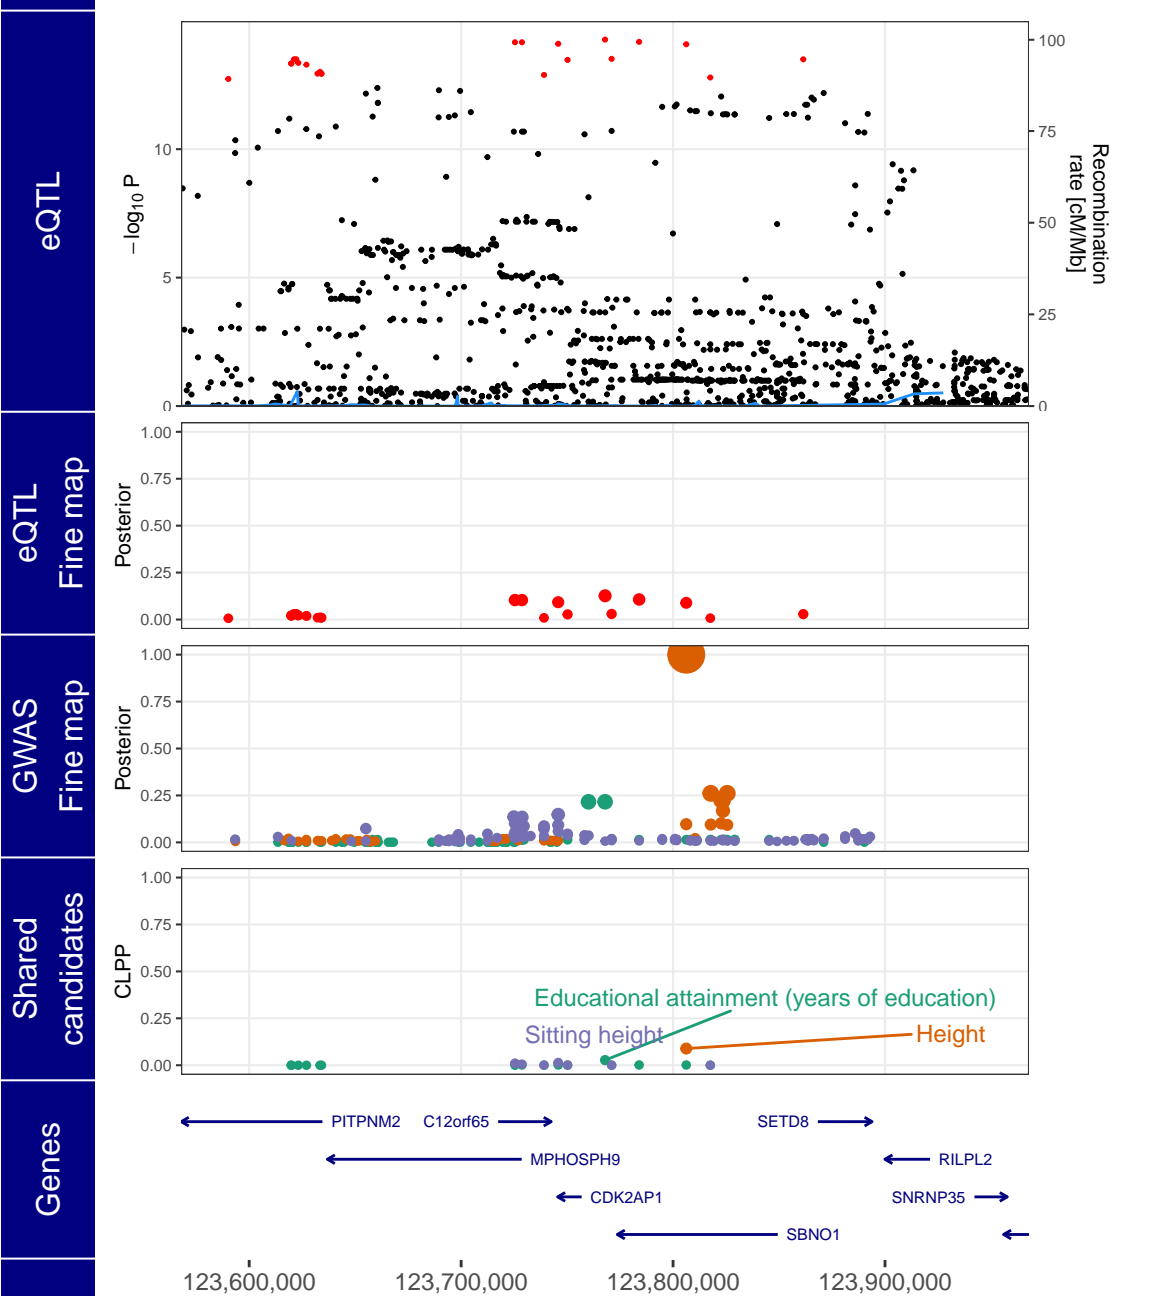 eQTL
−log10 P
10
5
0
100
75
50
25
0
Recombination
rate [cM/Mb]
eQTL
Fine map
Posterior
1.00
0.75
0.50
0.25
0.00
GWAS
Fine map
Posterior
1.00
0.75
0.50
0.25
0.00
Shared
candidates
CLPP
1.00
0.75
0.50
0.25
0.00
Educational attainment (years of education)
Sitting height
Height
Genes
PITPNM2
C12orf65
SETD8
MPHOSPH9
RILPL2
CDK2AP1
SNRNP35
SBNO1
123,600,000
123,700,000
123,800,000
123,900,000